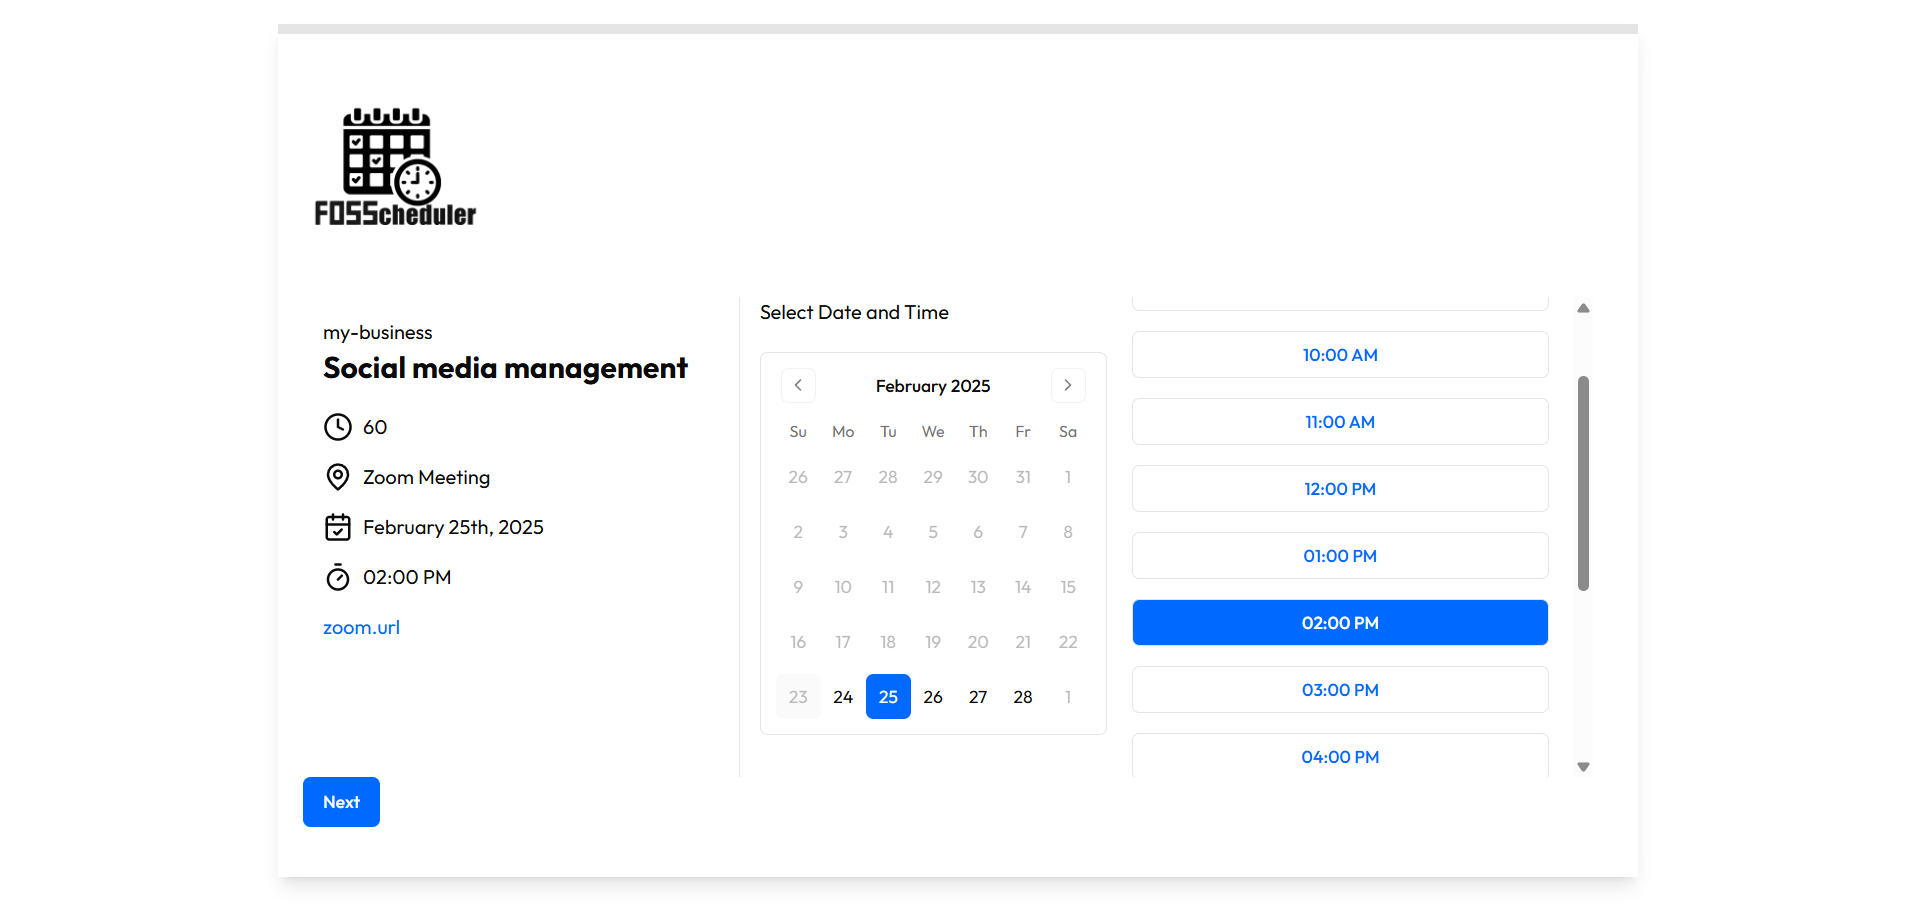 FOSScheduler
my-business
Social media management
60
Zoom Meeting
February 25th, 2025
02:00 PM
zoom.url
Next
Select Date and Time
February 2025
Su Mo Tu We Th Fr Sa
26 27 28 29 30 31 1
2 3 4 5 6 7 8
9 10 11 12 13 14 15
16 17 18 19 20 21 22
23 24 25 26 27 28 1
10:00 AM
11:00 AM
12:00 PM
01:00 PM
02:00 PM
03:00 PM
04:00 PM